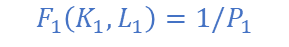 F₁(K₁, L₁) = 1/P₁